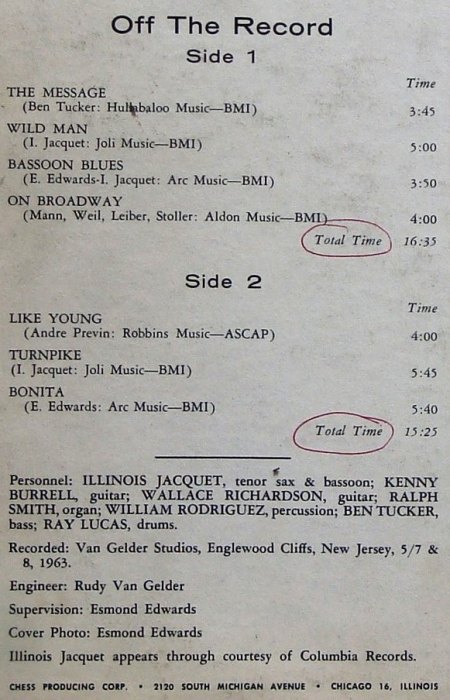 Off The Record
Side 1
Time
THE MESSAGE
(Ben Tucker: Hullabaloo Music—BMI) 3:45
WILD MAN
(I. Jacquet: Joli Music—BMI) 5:00
BASSOON BLUES
(E. Edwards-I. Jacquet: Arc Music—BMI) 3:50
ON BROADWAY
(Mann, Weil, Leiber, Stoller: Aldon Music—BMI) 4:00
Total Time 16:35
Side 2
Time
LIKE YOUNG
(Andre Previn: Robbins Music—ASCAP) 4:00
TURNPIKE
(I. Jacquet: Joli Music—BMI) 5:45
BONITA
(E. Edwards: Arc Music—BMI) 5:40
Total Time 15:25
Personnel: ILLINOIS JACQUET, tenor sax & bassoon; KENNY
BURRELL, guitar; WALLACE RICHARDSON, guitar; RALPH
SMITH, organ; WILLIAM RODRIGUEZ, percussion; BEN TUCKER,
bass; RAY LUCAS, drums.
Recorded: Van Gelder Studios, Englewood Cliffs, New Jersey, 5/7 &
8, 1963.
Engineer: Rudy Van Gelder
Supervision: Esmond Edwards
Cover Photo: Esmond Edwards
Illinois Jacquet appears through courtesy of Columbia Records.
CHESS PRODUCING CORP. • 2120 SOUTH MICHIGAN AVENUE • CHICAGO 16, ILLINOIS